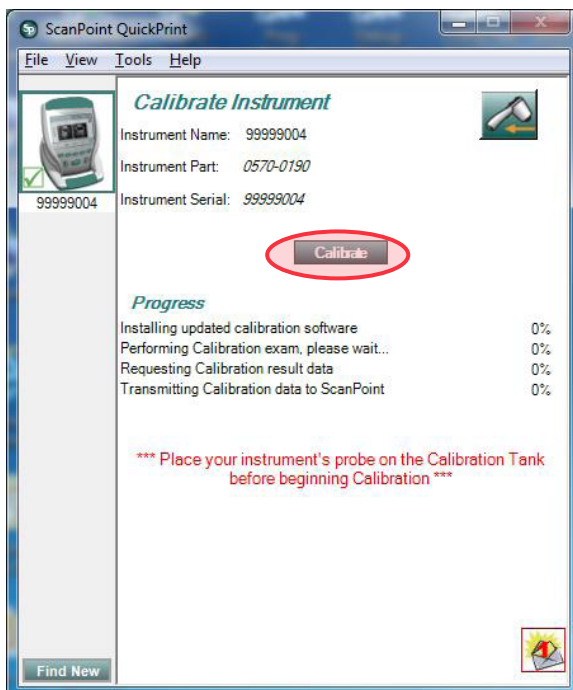 ScanPoint QuickPrint
File View Tools Help
Calibrate Instrument
Instrument Name: 99999004
Instrument Part: 0570-0190
99999004
Instrument Serial: 99999004
Calibrate
Progress
Installing updated calibration software 0%
Performing Calibration exam, please wait... 0%
Requesting Calibration result data 0%
Transmitting Calibration data to ScanPoint 0%
*** Place your instrument's probe on the Calibration Tank
before beginning Calibration ***
Find New